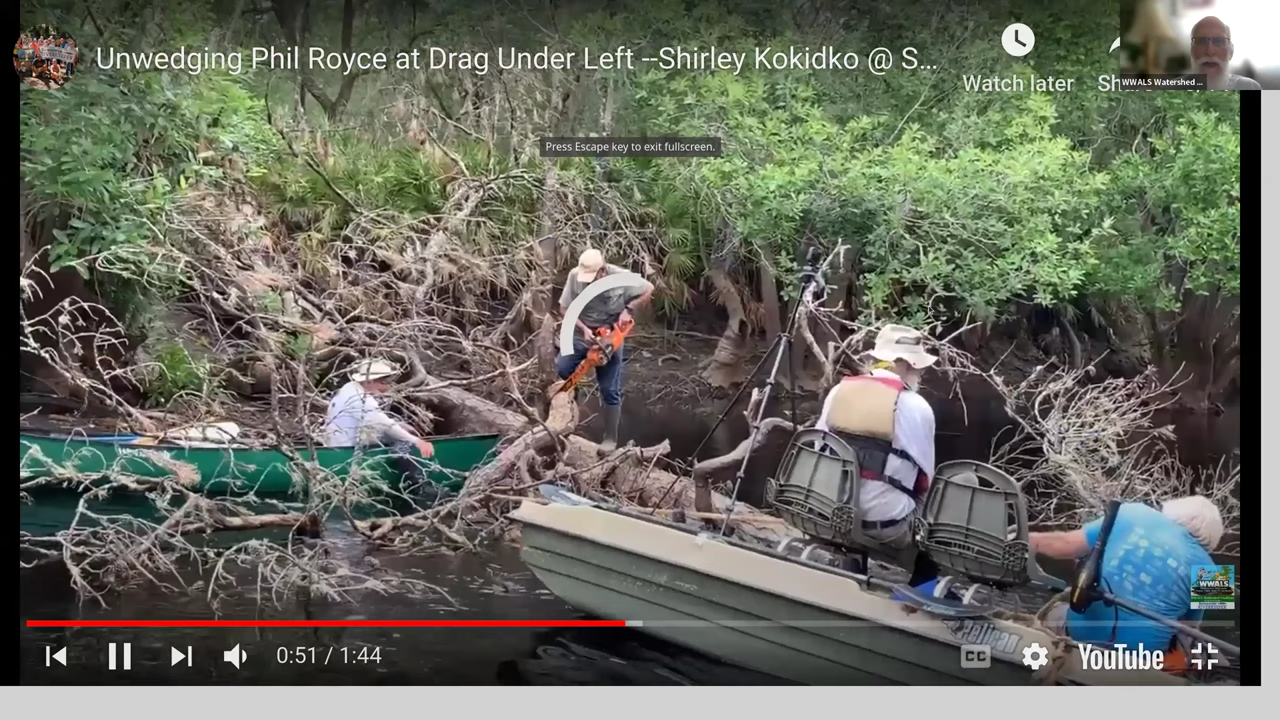 Unwedging Phil Royce at Drag Under Left --Shirley Kokidko @ S...
Watch later
WWALS Watershed ...
Press Escape key to exit fullscreen.
WWALS
Pelican
0:51 / 1:44
CC
YouTube